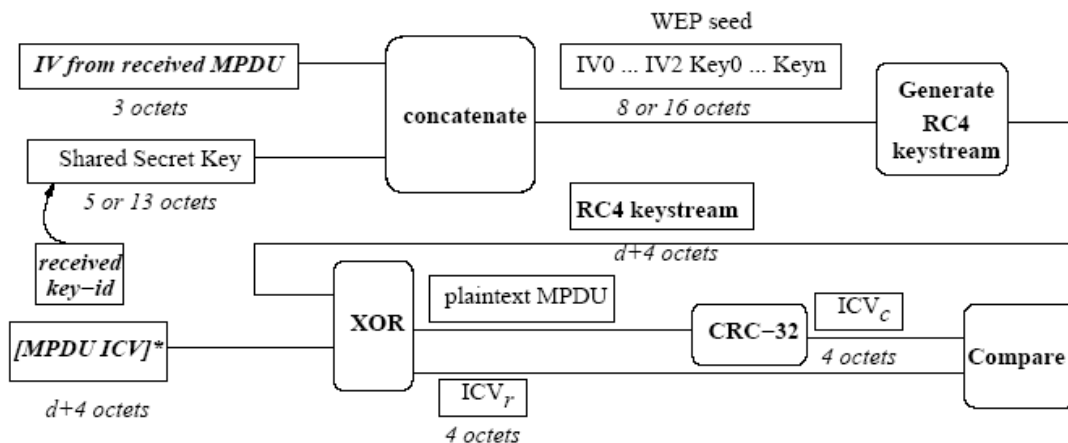 WEP seed
IV from received MPDU
3 octets
concatenate
IV0 ... IV2 Key0 ... Keyn
8 or 16 octets
Generate
RC4
keystream
Shared Secret Key
5 or 13 octets
received
key−id
RC4 keystream
d+4 octets
[MPDU ICV]*
d+4 octets
XOR
plaintext MPDU
CRC−32
ICVc
4 octets
Compare
ICVr
4 octets